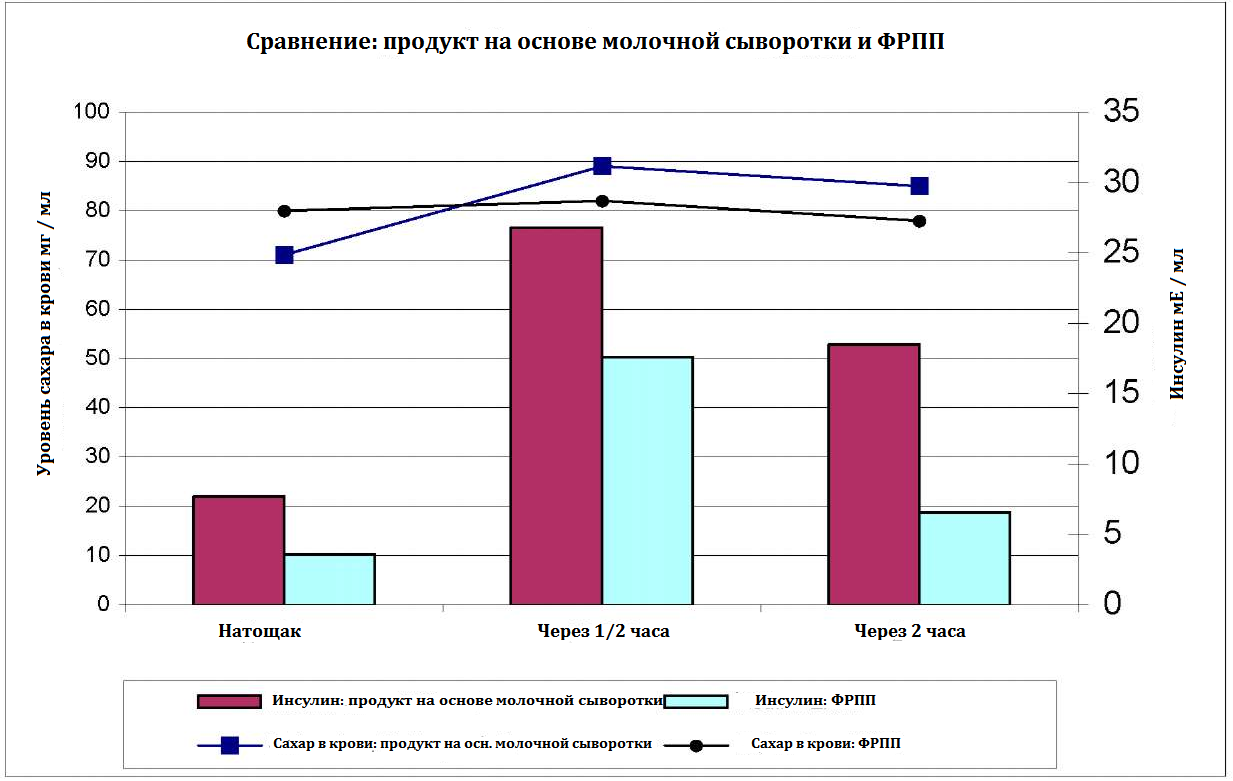 Сравнение: продукт на основе молочной сыворотки и ФРПП
Уровень сахара в крови мг / мл
100
90
80
70
60
50
40
30
20
10
0
35
30
25
20
15
10
5
0
Инсулин мЕ / мл
Натощак
Через 1/2 часа
Через 2 часа
Инсулин: продукт на основе молочной сыворотки
Инсулин: ФРПП
Сахар в крови: продукт на осн. молочной сыворотки
Сахар в крови: ФРПП